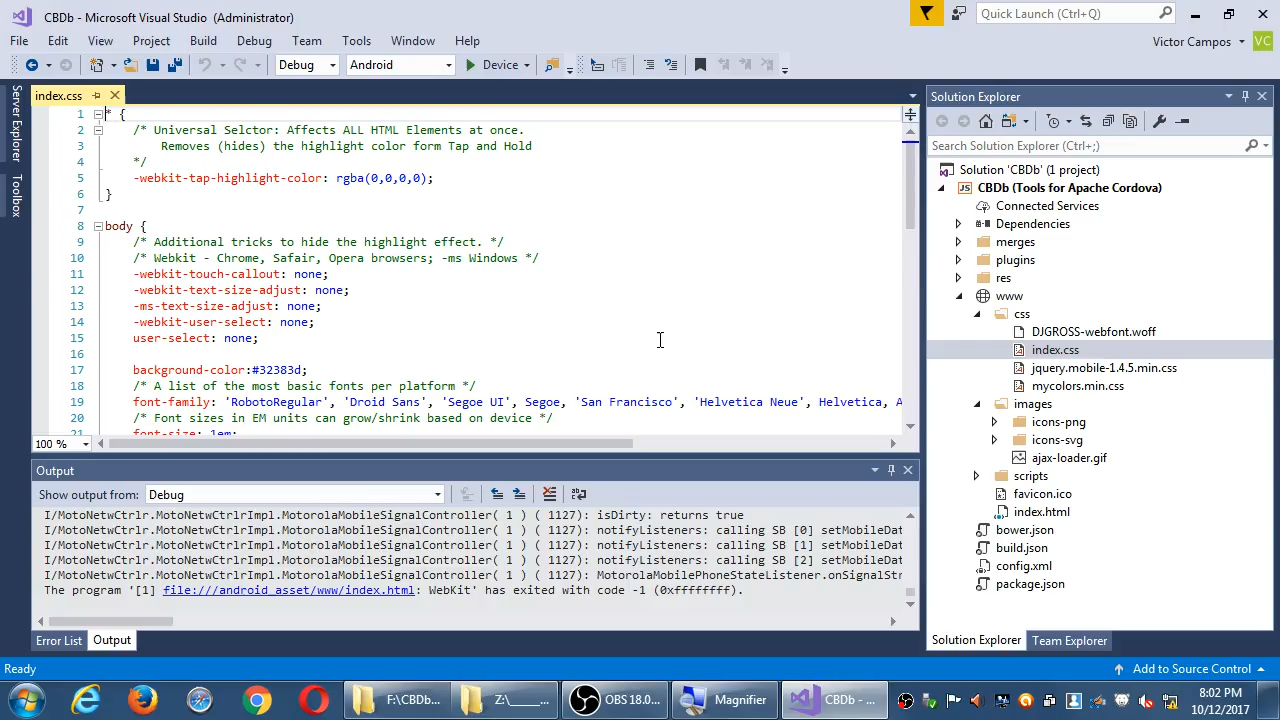 CBDb - Microsoft Visual Studio (Administrator)
Quick Launch (Ctrl+Q)
File Edit View Project Build Debug Team Tools Window Help
Victor Campos VC
Debug Android Device
Server Explorer
Toolbox
index.css
1 * {
2 /* Universal Selctor: Affects ALL HTML Elements at once.
3 Removes (hides) the highlight color form Tap and Hold
4 */
5 -webkit-tap-highlight-color: rgba(0,0,0,0);
6 }
7
8 body {
9 /* Additional tricks to hide the highlight effect. */
10 /* Webkit - Chrome, Safair, Opera browsers; -ms Windows */
11 -webkit-touch-callout: none;
12 -webkit-text-size-adjust: none;
13 -ms-text-size-adjust: none;
14 -webkit-user-select: none;
15 user-select: none;
16
17 background-color:#32383d;
18 /* A list of the most basic fonts per platform */
19 font-family: 'RobotoRegular', 'Droid Sans', 'Segoe UI', Segoe, 'San Francisco', 'Helvetica Neue', Helvetica, A
20 /* Font sizes in EM units can grow/shrink based on device */
21 font-size: 1em;
100 %
Output
Show output from: Debug
I/MotoNetwCtrlr.MotoNetwCtrlrImpl.MotorolaMobileSignalController( 1 ) ( 1127): isDirty: returns true
I/MotoNetwCtrlr.MotoNetwCtrlrImpl.MotorolaMobileSignalController( 1 ) ( 1127): notifyListeners: calling SB [0] setMobileDat
I/MotoNetwCtrlr.MotoNetwCtrlrImpl.MotorolaMobileSignalController( 1 ) ( 1127): notifyListeners: calling SB [1] setMobileDat
I/MotoNetwCtrlr.MotoNetwCtrlrImpl.MotorolaMobileSignalController( 1 ) ( 1127): notifyListeners: calling SB [2] setMobileDat
I/MotoNetwCtrlr.MotoNetwCtrlrImpl.MotorolaMobileSignalController( 1 ) ( 1127): MotorolaMobilePhoneStateListener.onSignalStr
The program '[1] file:///android_asset/www/index.html: WebKit' has exited with code -1 (0xffffffff).
Error List Output
Solution Explorer
Search Solution Explorer (Ctrl+;)
Solution 'CBDb' (1 project)
JS CBDb (Tools for Apache Cordova)
Connected Services
Dependencies
merges
plugins
res
www
css
DJGROSS-webfont.woff
index.css
jquery.mobile-1.4.5.min.css
mycolors.min.css
images
icons-png
icons-svg
ajax-loader.gif
scripts
favicon.ico
index.html
bower.json
build.json
config.xml
package.json
Solution Explorer Team Explorer
Ready
Add to Source Control
F:\CBDb... Z:\_____... OBS 18.0.... Magnifier CBDb - ...
8:02 PM
10/12/2017